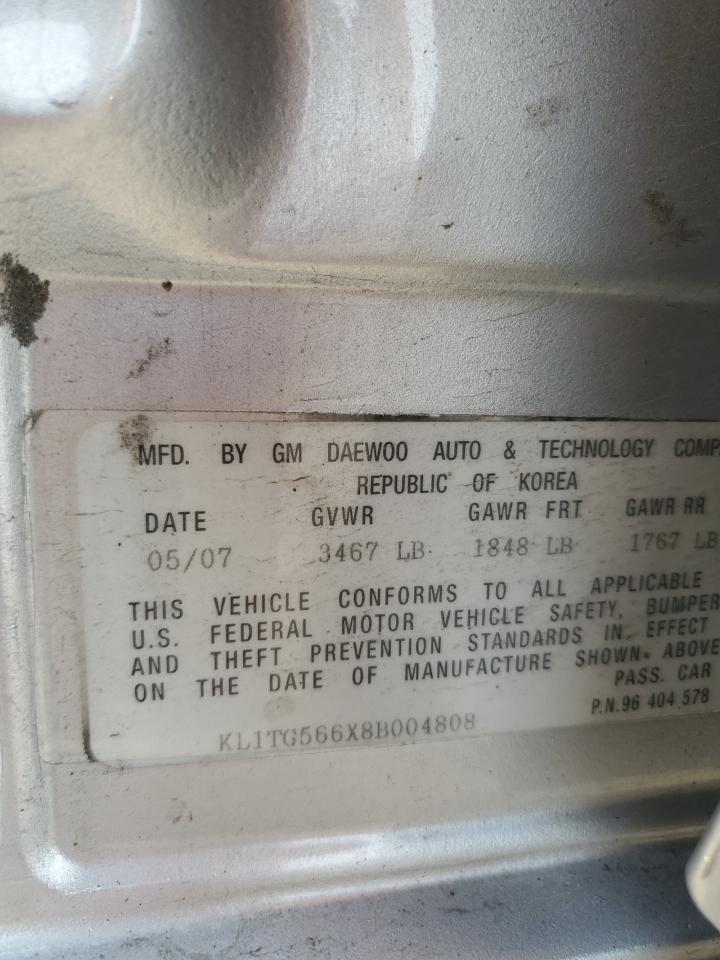 MFD. BY GM DAEWOO AUTO & TECHNOLOGY
REPUBLIC OF KOREA
DATE GVWR GAWR FRT GAWR RR
05/07 3467 LB 1848 LB 1767 LB
THIS VEHICLE CONFORMS TO ALL APPLICABLE
U.S. FEDERAL MOTOR VEHICLE SAFETY, BUMPER
AND THEFT PREVENTION STANDARDS IN EFFECT
ON THE DATE OF MANUFACTURE SHOWN ABOVE
PASS. CAR
P.N.96 404 578
KL1TG566X8B004808